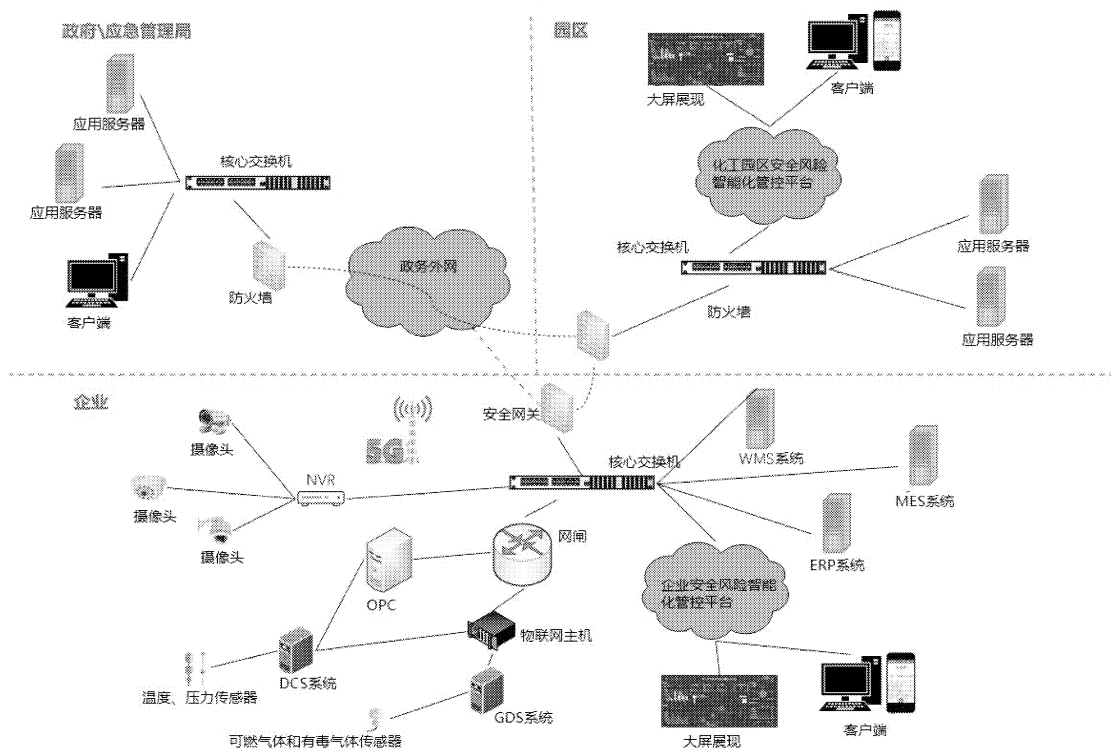 政府\应急管理局
园区
应用服务器
大屏展现
客户端
核心交换机
化工园区安全风险
智能化管控平台
应用服务器
核心交换机
应用服务器
政务外网
防火墙
防火墙
客户端
应用服务器
企业
安全网关
摄像头
5G
核心交换机
WMS系统
NVR
MES系统
摄像头
网闸
摄像头
ERP系统
企业安全风险智能
化管控平台
OPC
物联网主机
DCS系统
温度、压力传感器
GDS系统
可燃气体和有毒气体传感器
大屏展现
客户端